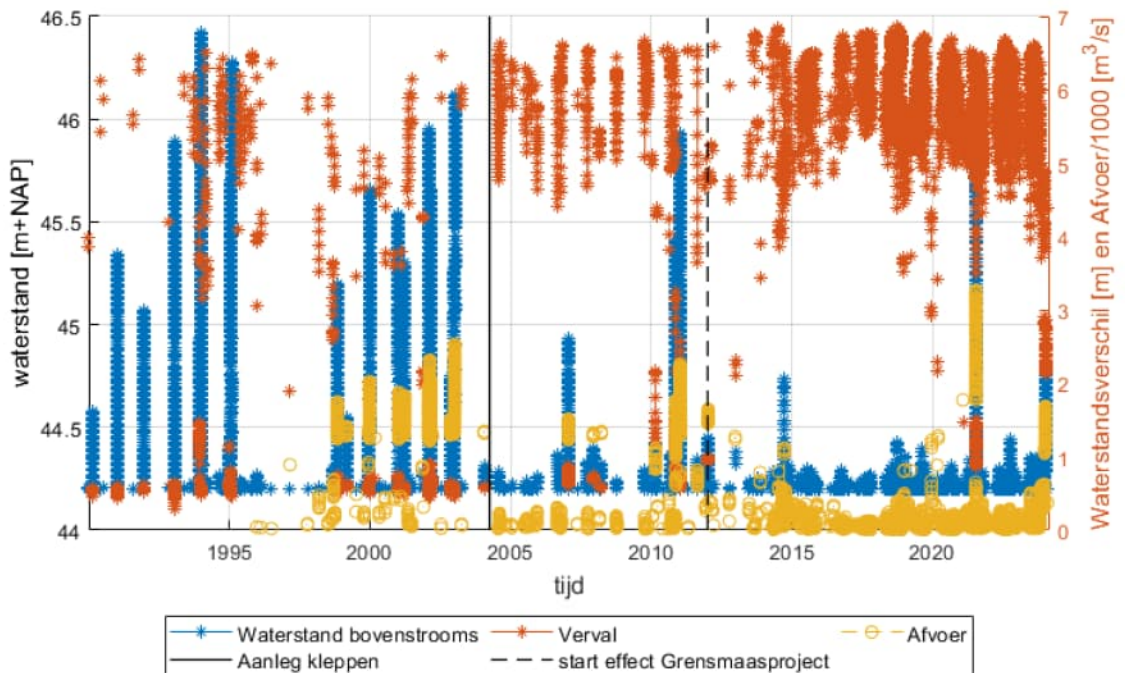 46.5
46
45.5
45
44.5
44
waterstand [m+NAP]
7
6
5
4
3
2
1
0
Waterstandsverschil [m] en Afvoer/1000 [m³/s]
1995 2000 2005 2010 2015 2020
tijd
Waterstand bovenstrooms Verval Afvoer
Aanleg kleppen start effect Grensmaasproject